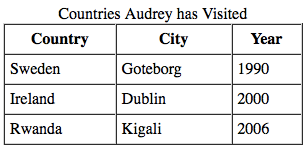 Countries Audrey has Visited
Country City Year
Sweden Goteborg 1990
Ireland Dublin 2000
Rwanda Kigali 2006